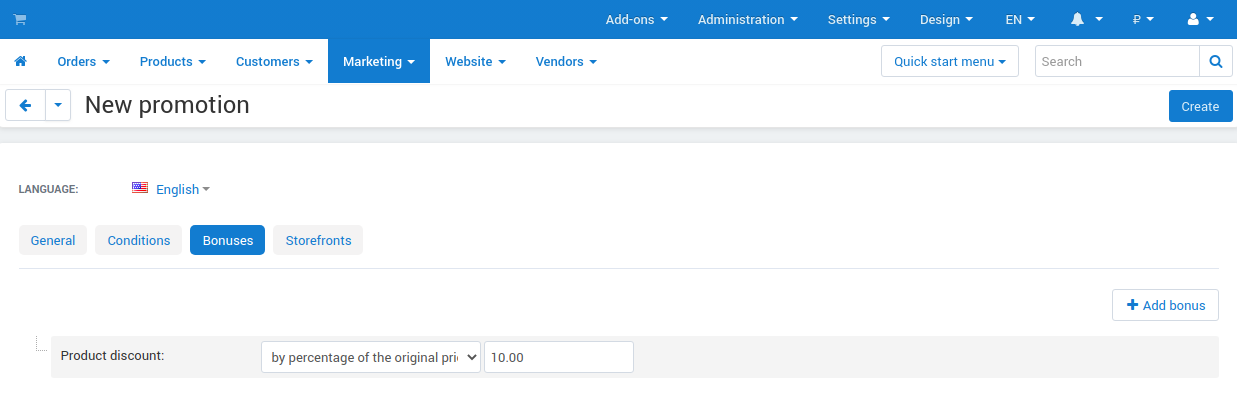 Add-ons Administration Settings Design EN ₽
Orders Products Customers Marketing Website Vendors Quick start menu Search
New promotion Create
LANGUAGE: English
General Conditions Bonuses Storefronts
Add bonus
Product discount: by percentage of the original pri 10.00